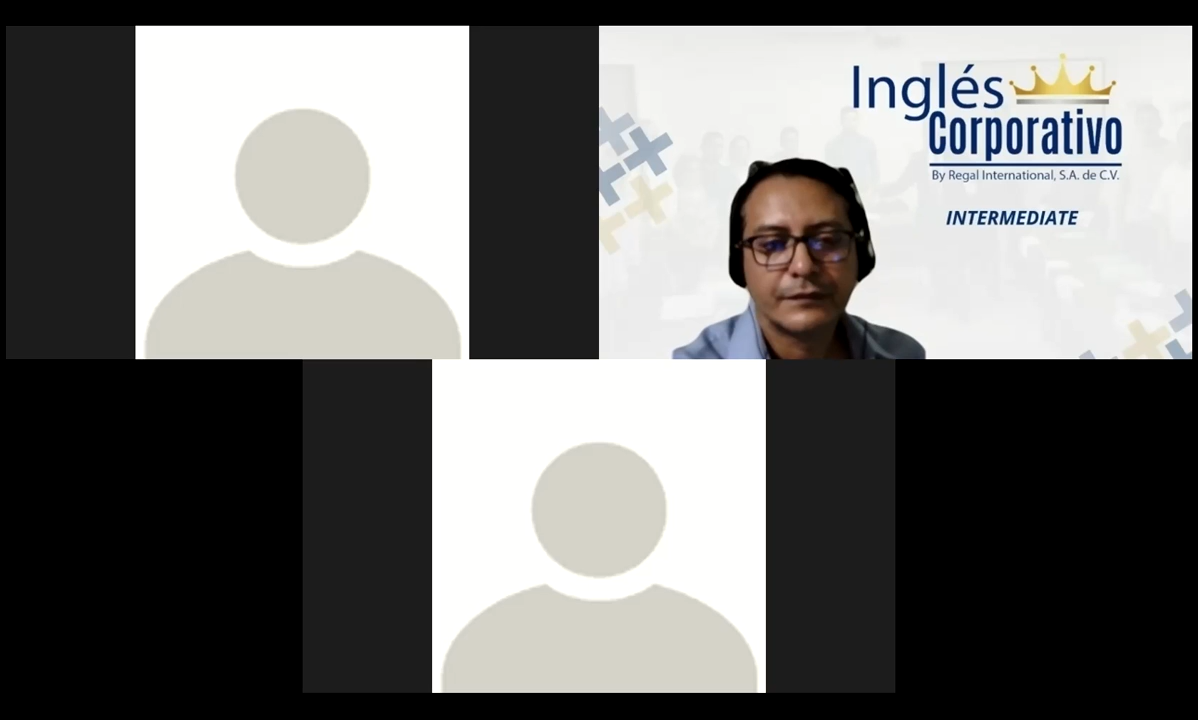 Inglés
Corporativo
By Regal International, S.A. de C.V.
INTERMEDIATE